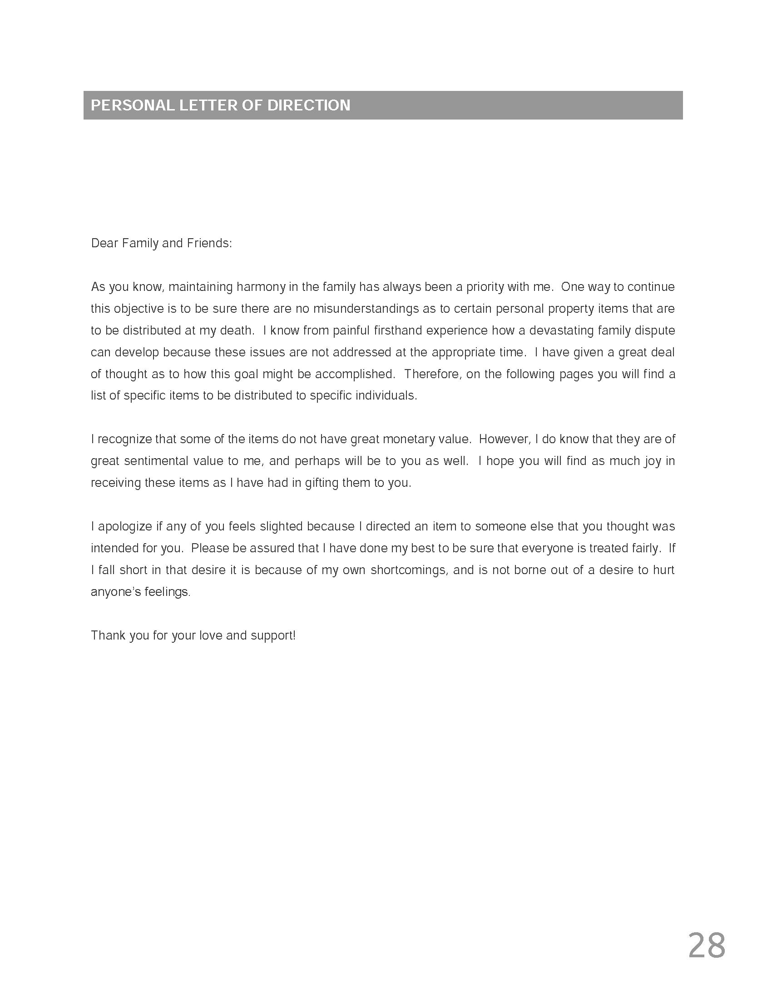 PERSONAL LETTER OF DIRECTION
Dear Family and Friends:
As you know, maintaining harmony in the family has always been a priority with me.  One way to continue
this objective is to be sure there are no misunderstandings as to certain personal property items that are
to be distributed at my death.  I know from painful firsthand experience how a devastating family dispute
can develop because these issues are not addressed at the appropriate time.  I have given a great deal
of thought as to how this goal might be accomplished.  Therefore, on the following pages you will find a
list of specific items to be distributed to specific individuals.
I recognize that some of the items do not have great monetary value.  However, I do know that they are of
great sentimental value to me, and perhaps will be to you as well.  I hope you will find as much joy in
receiving these items as I have had in gifting them to you.
I apologize if any of you feels slighted because I directed an item to someone else that you thought was
intended for you.  Please be assured that I have done my best to be sure that everyone is treated fairly.  If
I fall short in that desire it is because of my own shortcomings, and is not borne out of a desire to hurt
anyone’s feelings.
Thank you for your love and support!
28